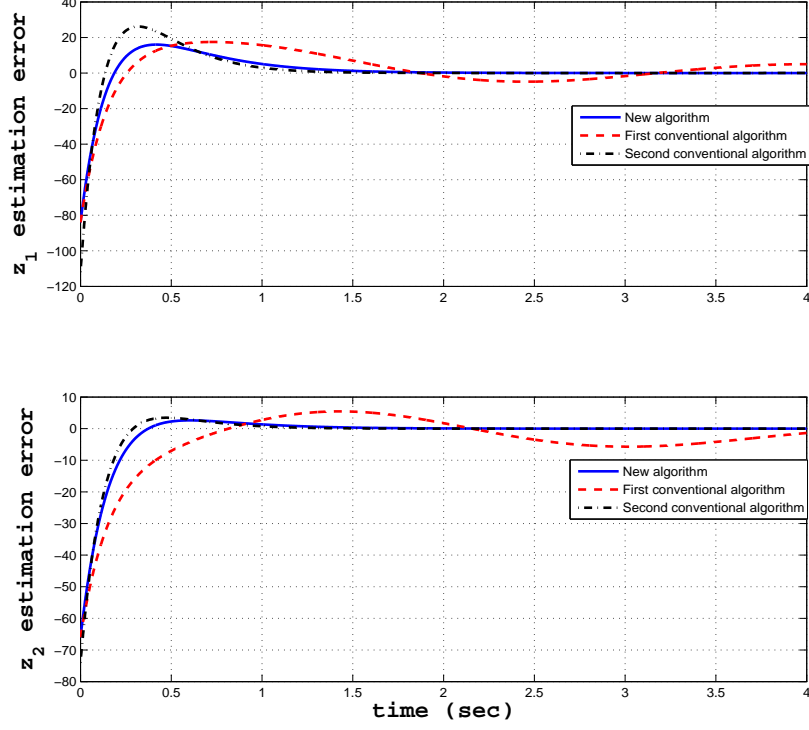 40
20
0
−20
−40
−60
−80
−100
−120
z1 estimation error
New algorithm
First conventional algorithm
Second conventional algorithm
0 0.5 1 1.5 2 2.5 3 3.5 4
10
0
−10
−20
−30
−40
−50
−60
−70
−80
z2 estimation error
New algorithm
First conventional algorithm
Second conventional algorithm
0 0.5 1 1.5 2 2.5 3 3.5 4
time (sec)